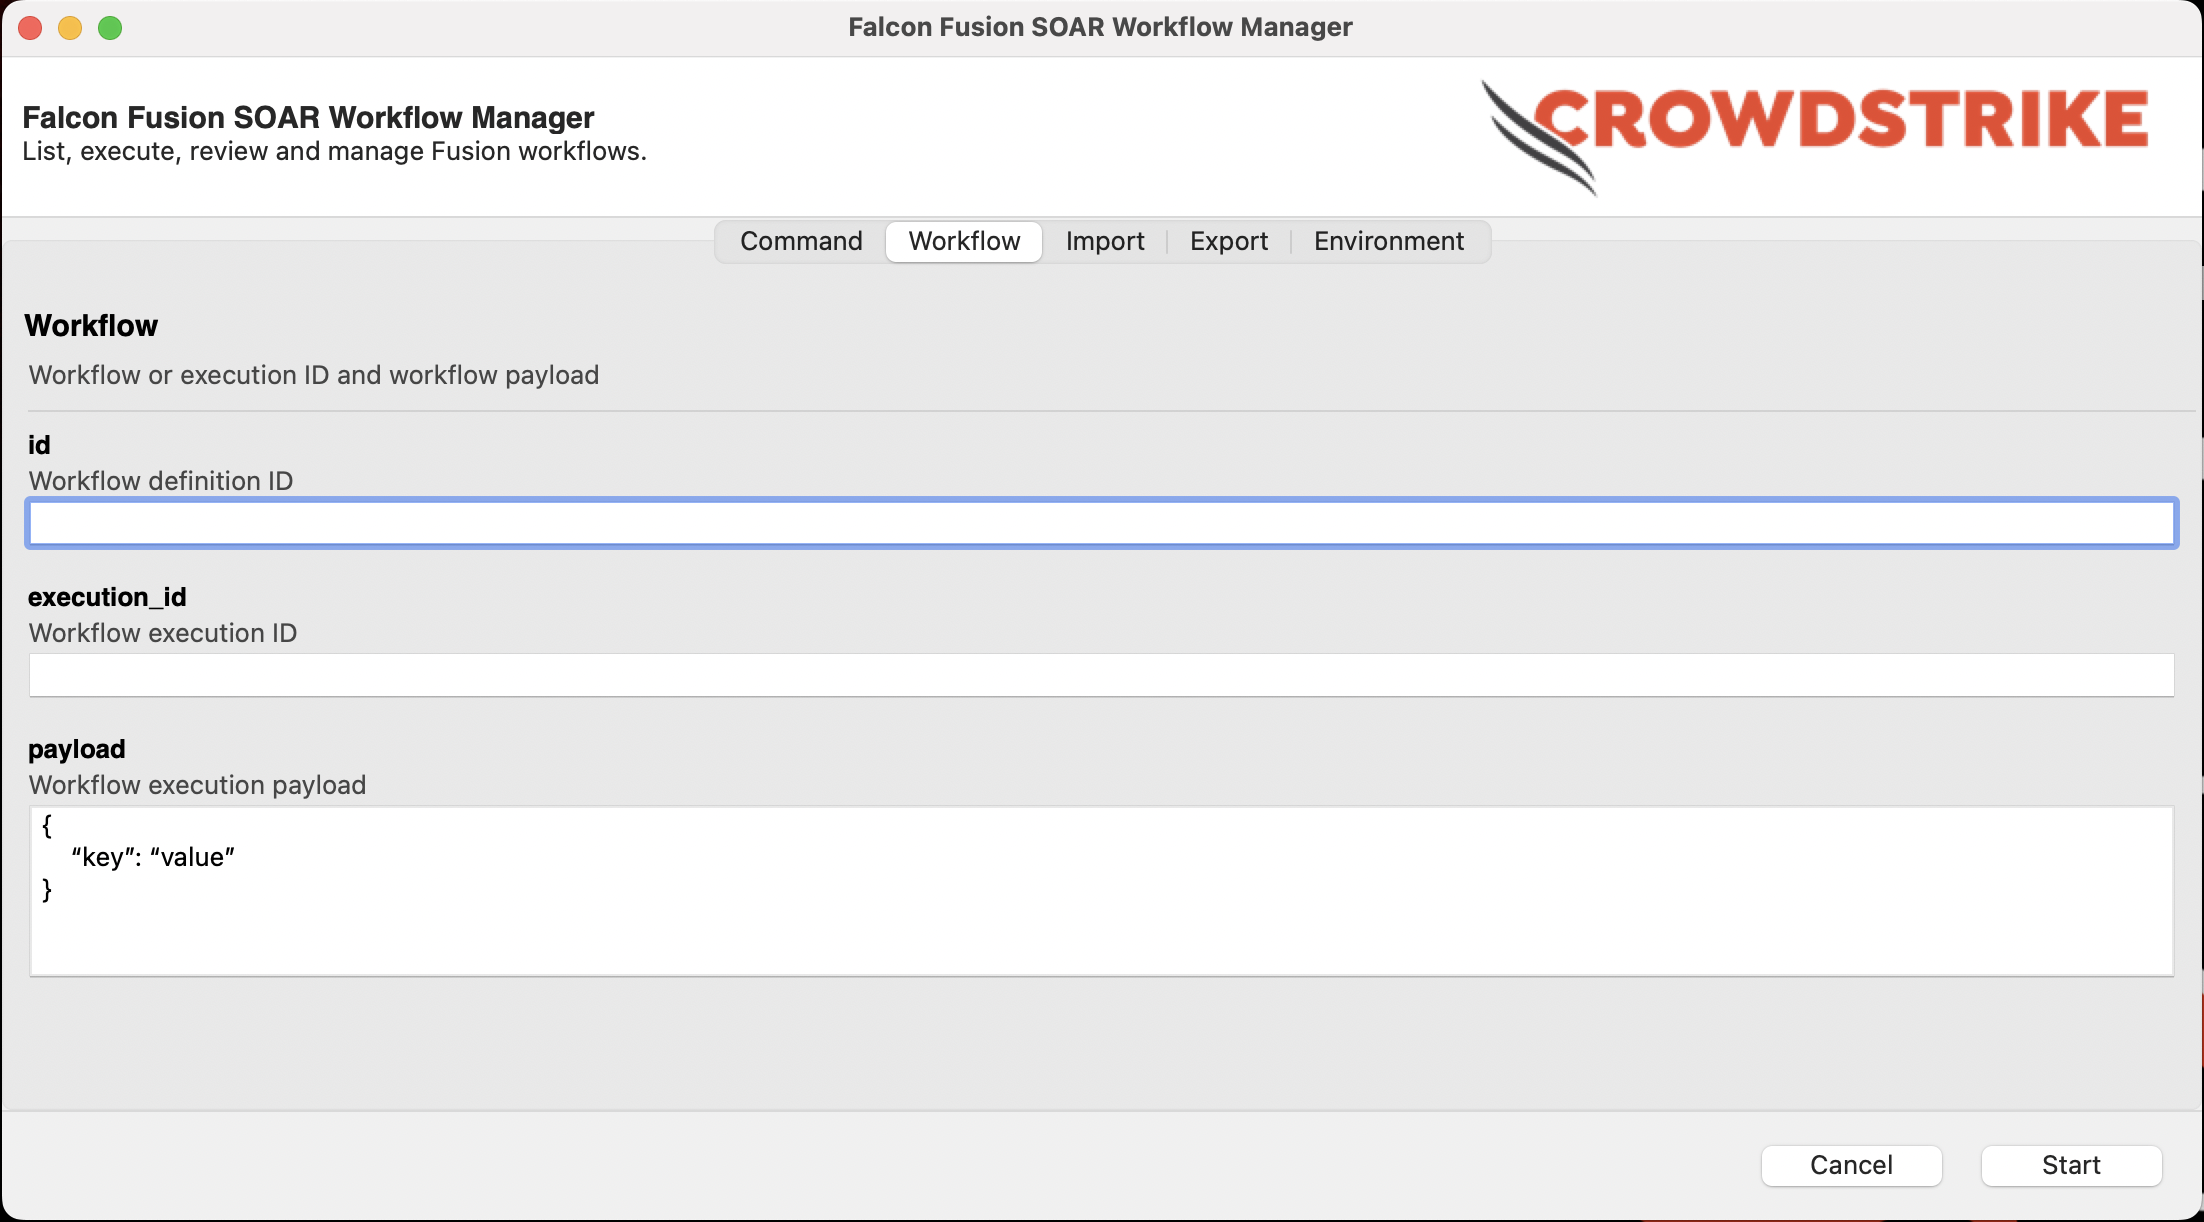 Falcon Fusion SOAR Workflow Manager
Falcon Fusion SOAR Workflow Manager
List, execute, review and manage Fusion workflows.
CROWDSTRIKE
Command Workflow Import Export Environment
Workflow
Workflow or execution ID and workflow payload
id
Workflow definition ID
execution_id
Workflow execution ID
payload
Workflow execution payload
{
“key”: “value”
}
Cancel Start